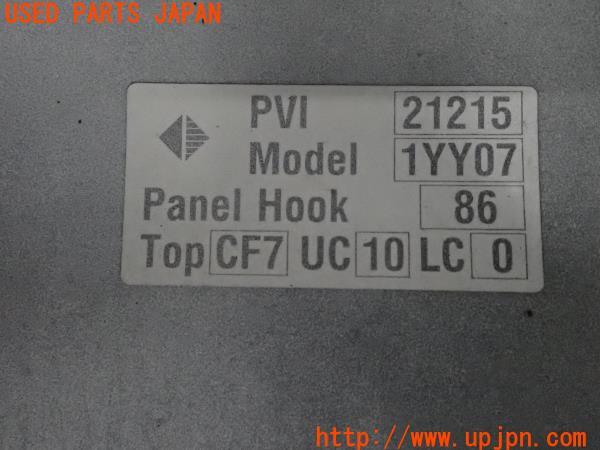 USED PARTS JAPAN
PVI 21215
Model 1YY07
Panel Hook 86
Top CF7 UC 10 LC 0
http://www.upjpn.com